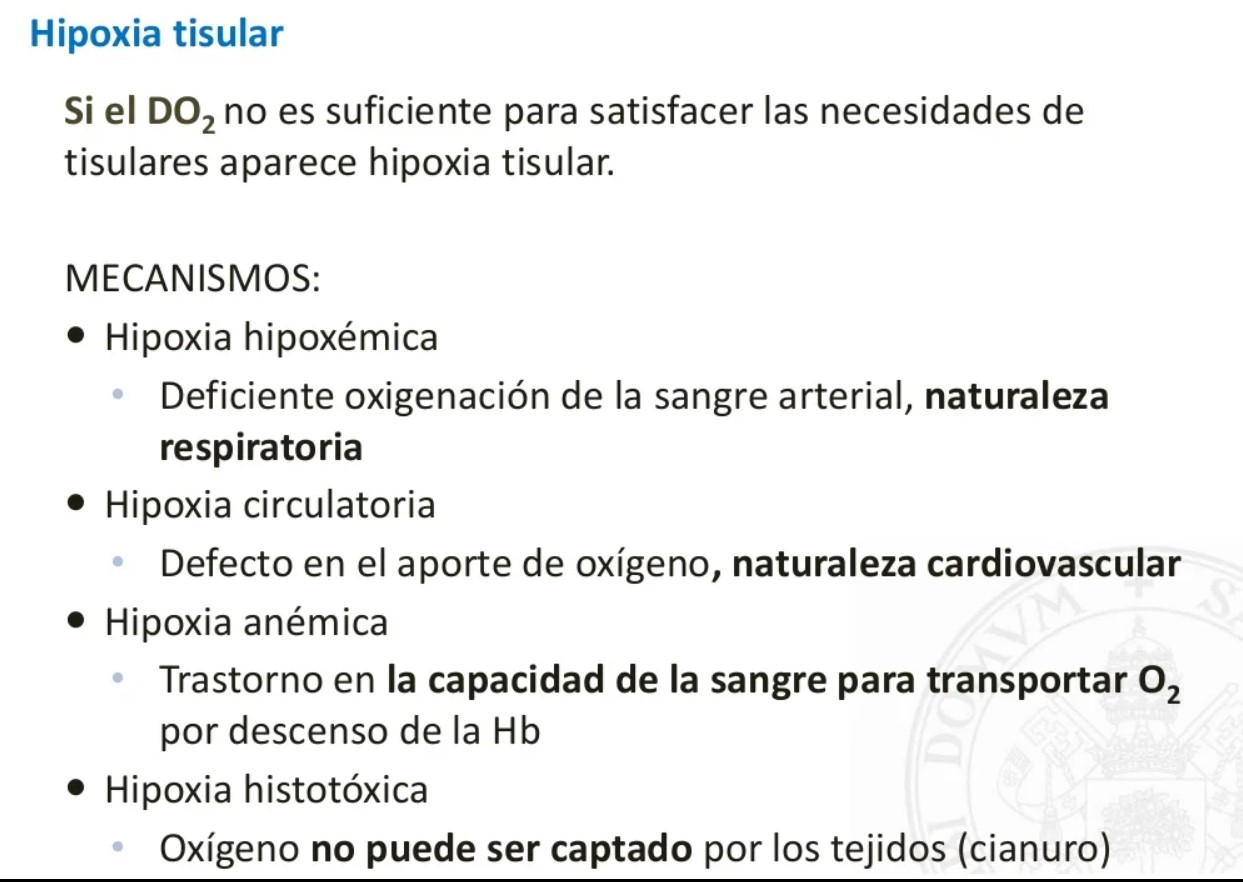 Hipoxia tisular
Si el DO₂ no es suficiente para satisfacer las necesidades de
tisulares aparece hipoxia tisular.
MECANISMOS:
• Hipoxia hipoxémica
• Deficiente oxigenación de la sangre arterial, naturaleza
respiratoria
• Hipoxia circulatoria
• Defecto en el aporte de oxígeno, naturaleza cardiovascular
• Hipoxia anémica
• Trastorno en la capacidad de la sangre para transportar O₂
por descenso de la Hb
• Hipoxia histotóxica
• Oxígeno no puede ser captado por los tejidos (cianuro)